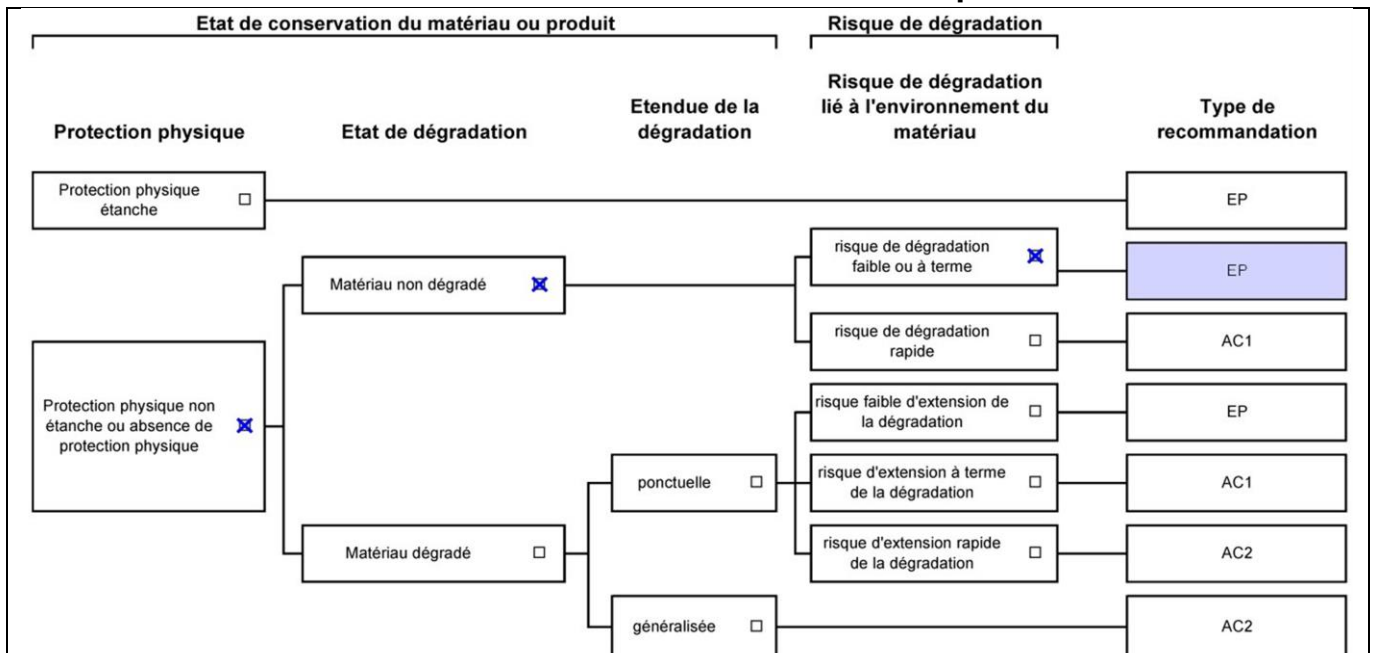 Etat de conservation du matériau ou produit
Risque de dégradation
Protection physique
Etat de dégradation
Etendue de la
dégradation
Risque de dégradation
lié à l'environnement du
matériau
Type de
recommandation
Protection physique
étanche
EP
risque de dégradation
faible ou à terme
EP
Matériau non dégradé
risque de dégradation
rapide
AC1
Protection physique non
étanche ou absence de
protection physique
risque faible d'extension de
la dégradation
EP
ponctuelle
risque d'extension à terme
de la dégradation
AC1
Matériau dégradé
risque d'extension rapide
de la dégradation
AC2
généralisée
AC2